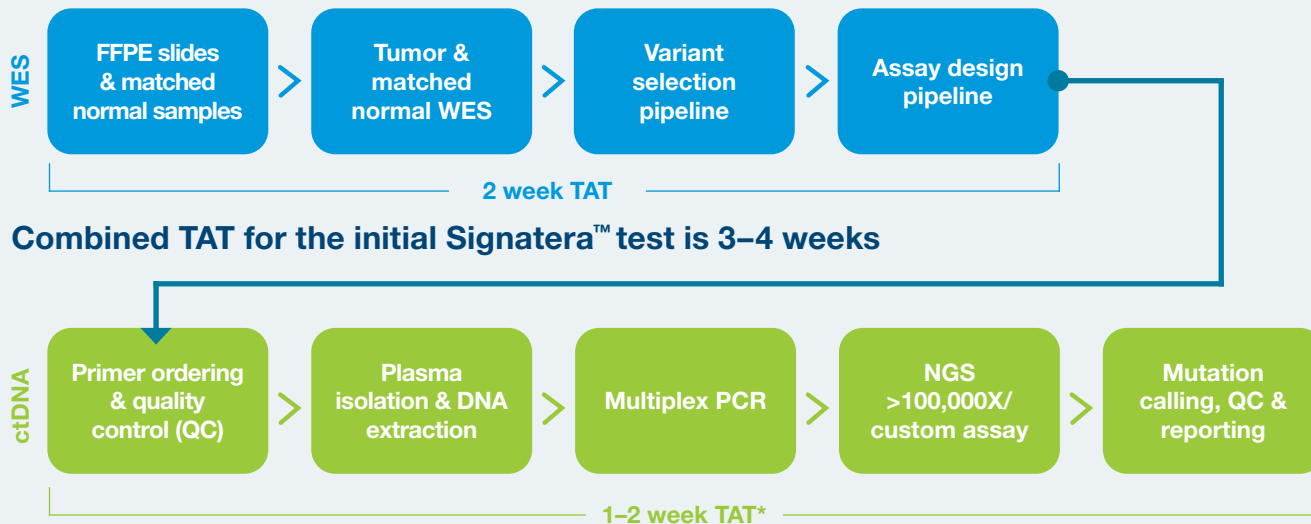 WES
FFPE slides
& matched
normal samples
Tumor &
matched
normal WES
Variant
selection
pipeline
Assay design
pipeline
2 week TAT
Combined TAT for the initial Signatera™ test is 3–4 weeks
ctDNA
Primer ordering
& quality
control (QC)
Plasma
isolation & DNA
extraction
Multiplex PCR
NGS
>100,000X/
custom assay
Mutation
calling, QC &
reporting
1–2 week TAT*